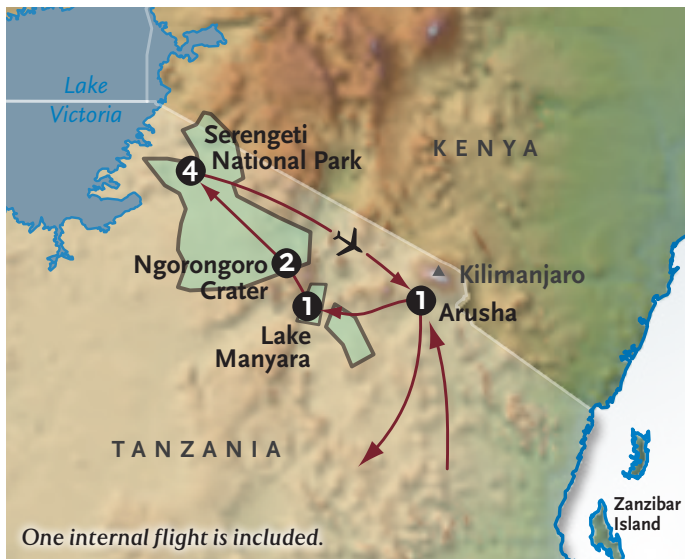 Lake
Victoria
Serengeti
National Park
KENYA
4
Ngorongoro
Crater
2
Kilimanjaro
1
Lake
Manyara
1
Arusha
TANZANIA
Zanzibar
Island
One internal flight is included.